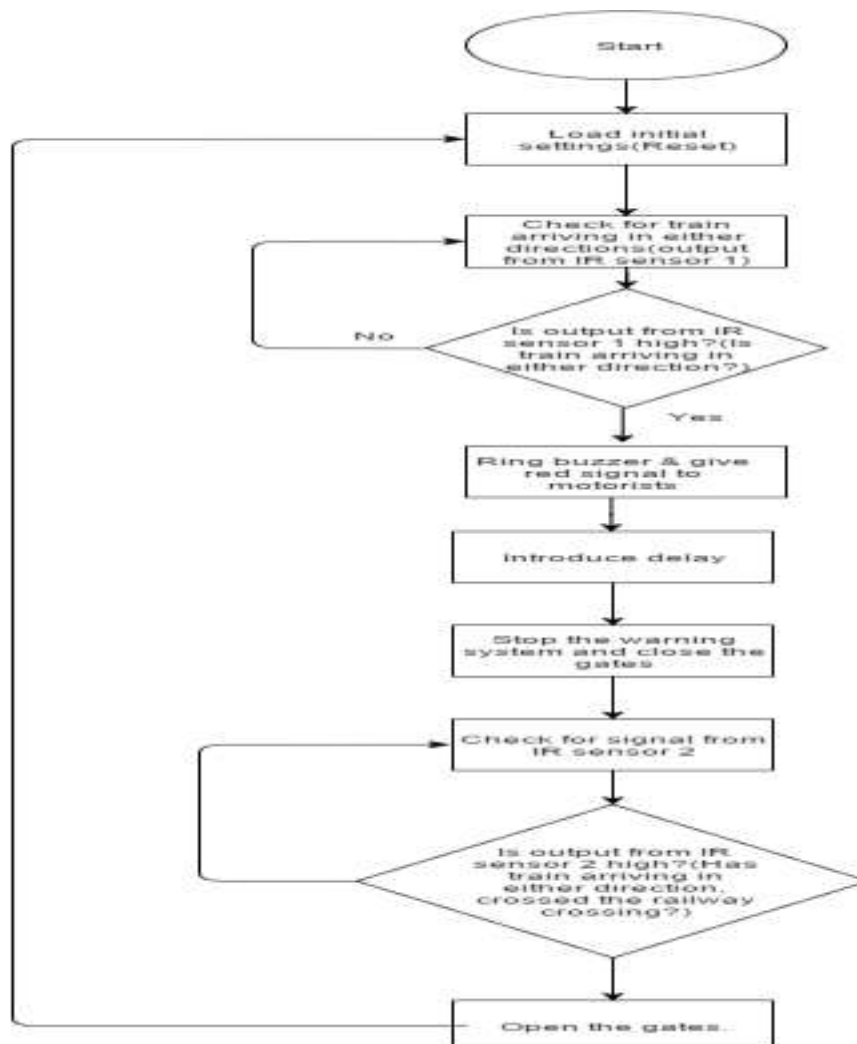 Start
Load initial
settings(Reset)
Check for train
arriving in either
directions(output
from IR sensor 1)
Is output from IR
sensor 1 high?(Is
train arriving in
either direction?)
No
Yes
Ring buzzer & give
red signal to
motorists
Introduce delay
Stop the warning
system and close the
gates
Check for signal from
IR sensor 2
Is output from IR
sensor 2 high?(Has
train arriving in
either direction,
crossed the railway
crossing?)
Open the gates.